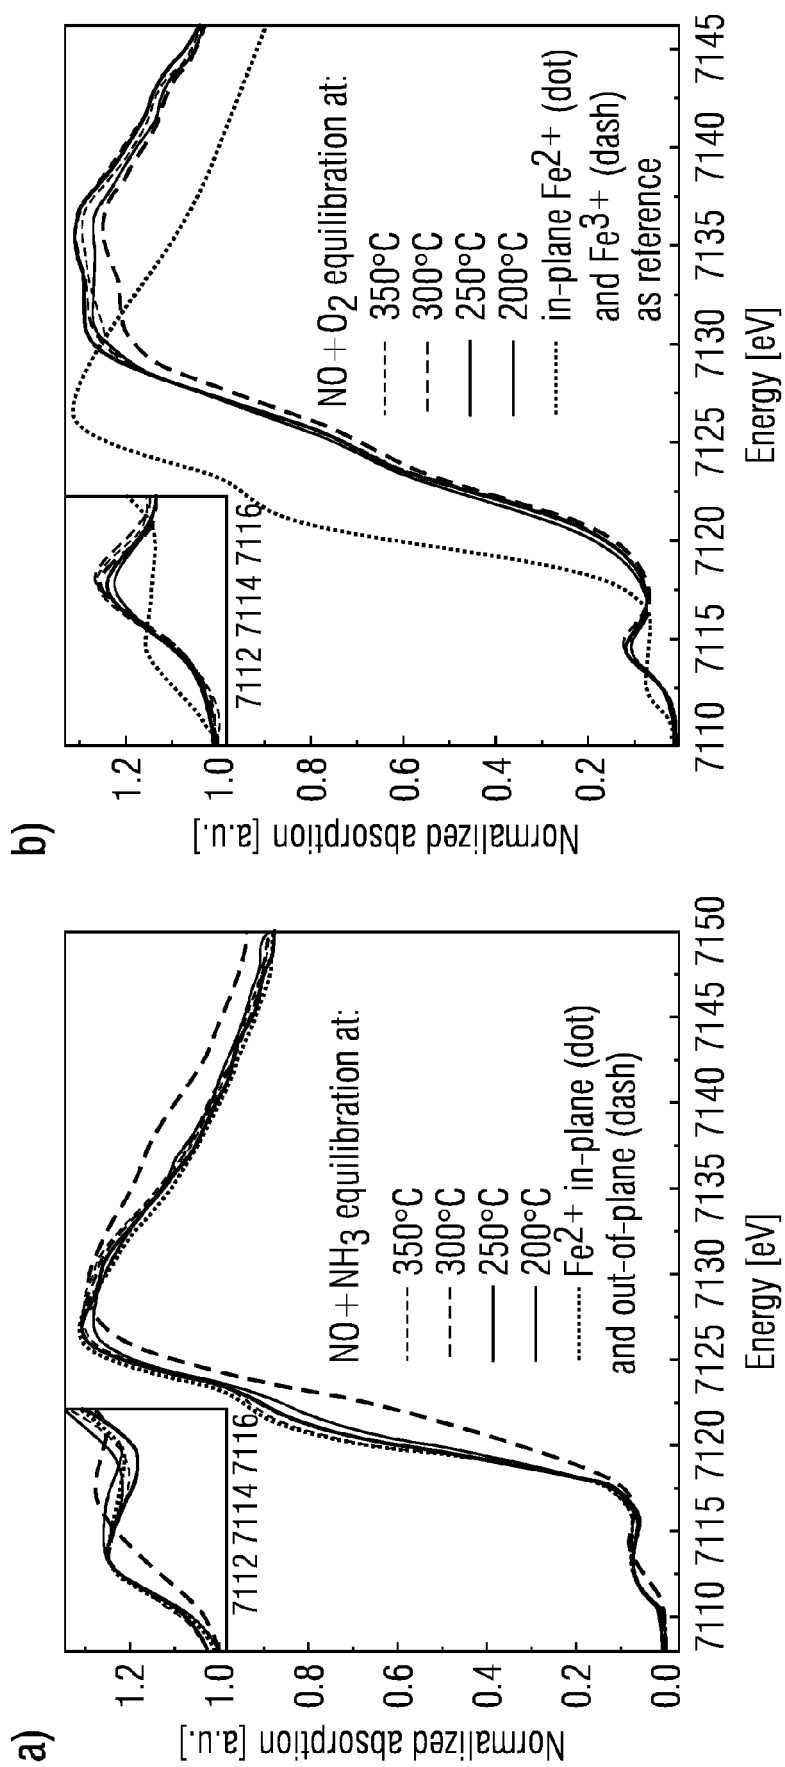 a)
Normalized absorption [a.u.]
1.2
1.0
0.8
0.6
0.4
0.2
0.0
7112 7114 7116
NO+NH3 equilibration at:
350°C
300°C
250°C
200°C
Fe2+ in-plane (dot)
and out-of-plane (dash)
7110 7115 7120 7125 7130 7135 7140 7145 7150
Energy [eV]
b)
Normalized absorption [a.u.]
1.2
1.0
0.8
0.6
0.4
0.2
7112 7114 7116
NO+O2 equilibration at:
350°C
300°C
250°C
200°C
in-plane Fe2+ (dot)
and Fe3+ (dash)
as reference
7110 7115 7120 7125 7130 7135 7140 7145
Energy [eV]